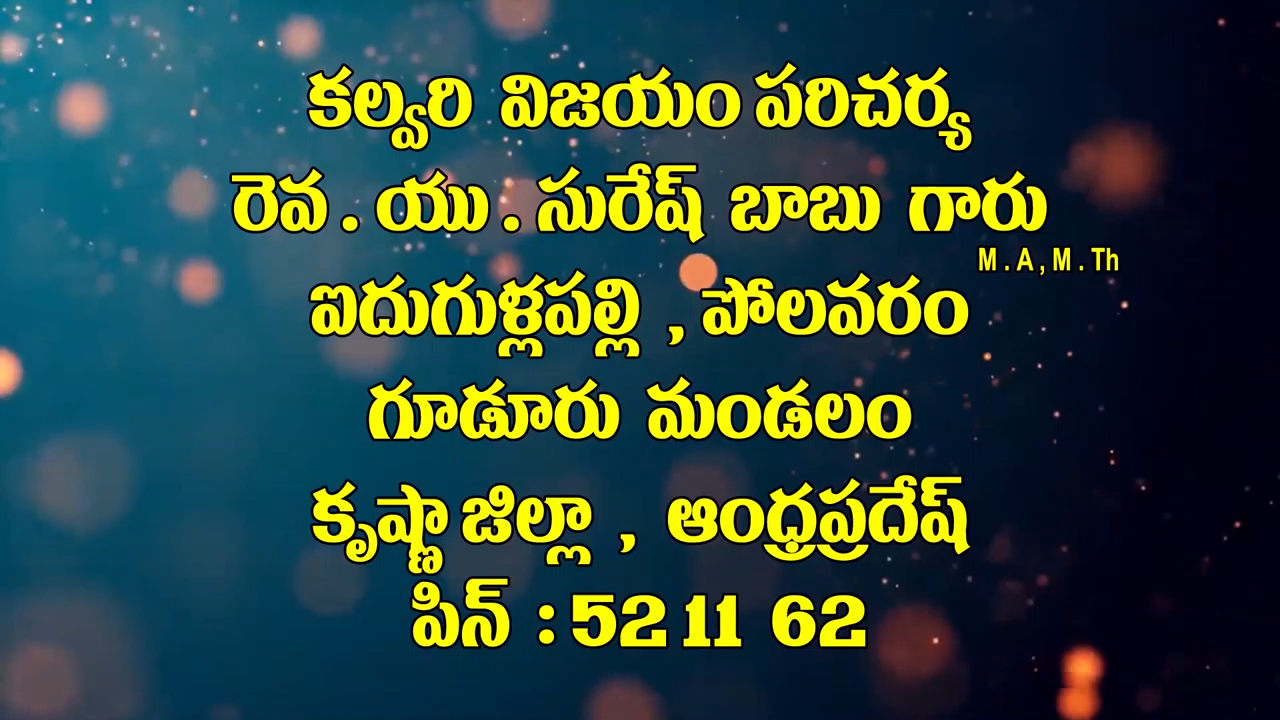 కల్వరి విజయం పరిచర్య
రెవ . యు . సురేష్ బాబు గారు
M . A , M . Th
ఐదుగుళ్లపల్లి , పోలవరం
గూడూరు మండలం
కృష్ణా జిల్లా , ఆంధ్రప్రదేష్
పిన్ : 52 11 62